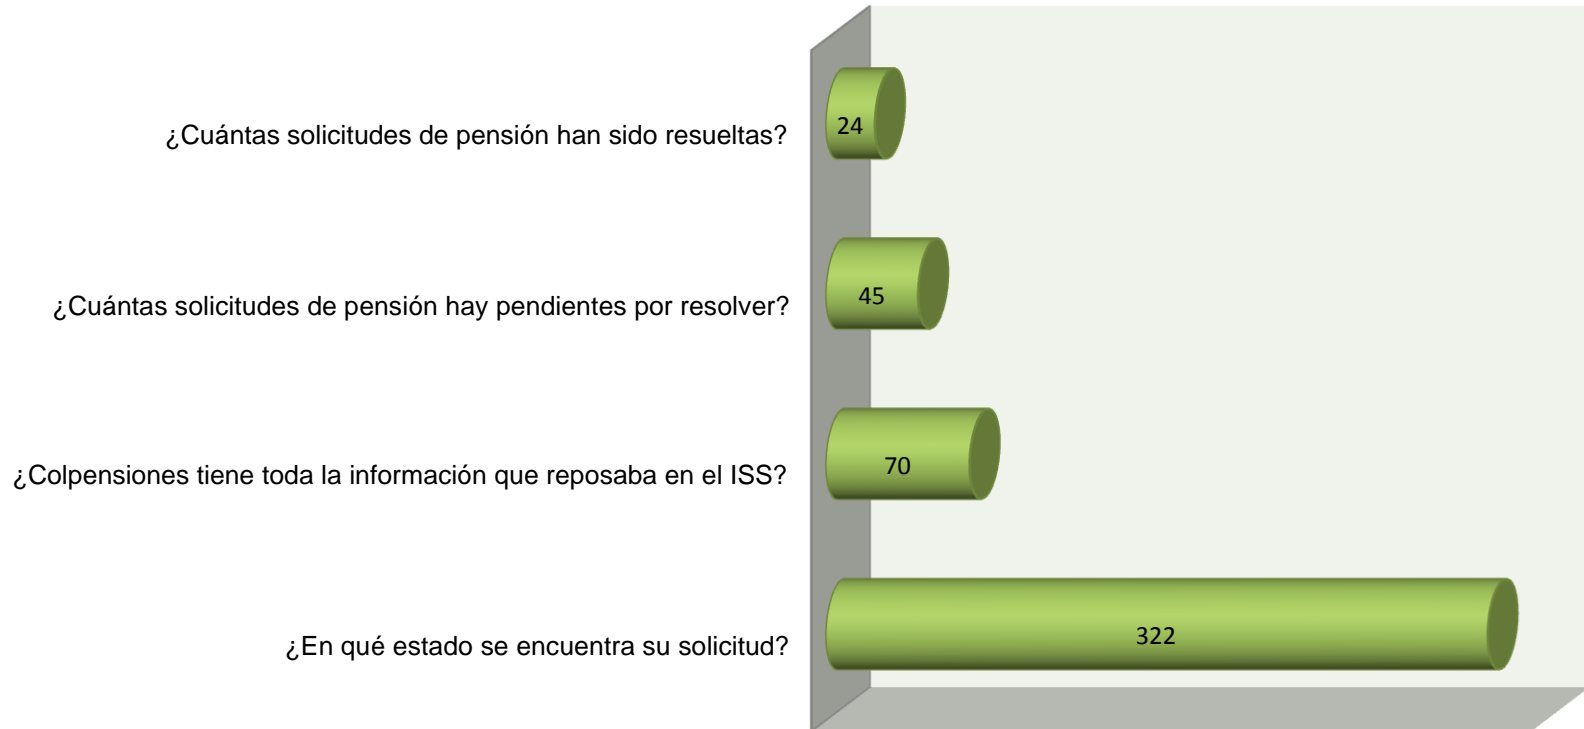 ¿Cuántas solicitudes de pensión han sido resueltas?
24
¿Cuántas solicitudes de pensión hay pendientes por resolver?
45
¿Colpensiones tiene toda la información que reposaba en el ISS?
70
¿En qué estado se encuentra su solicitud?
322